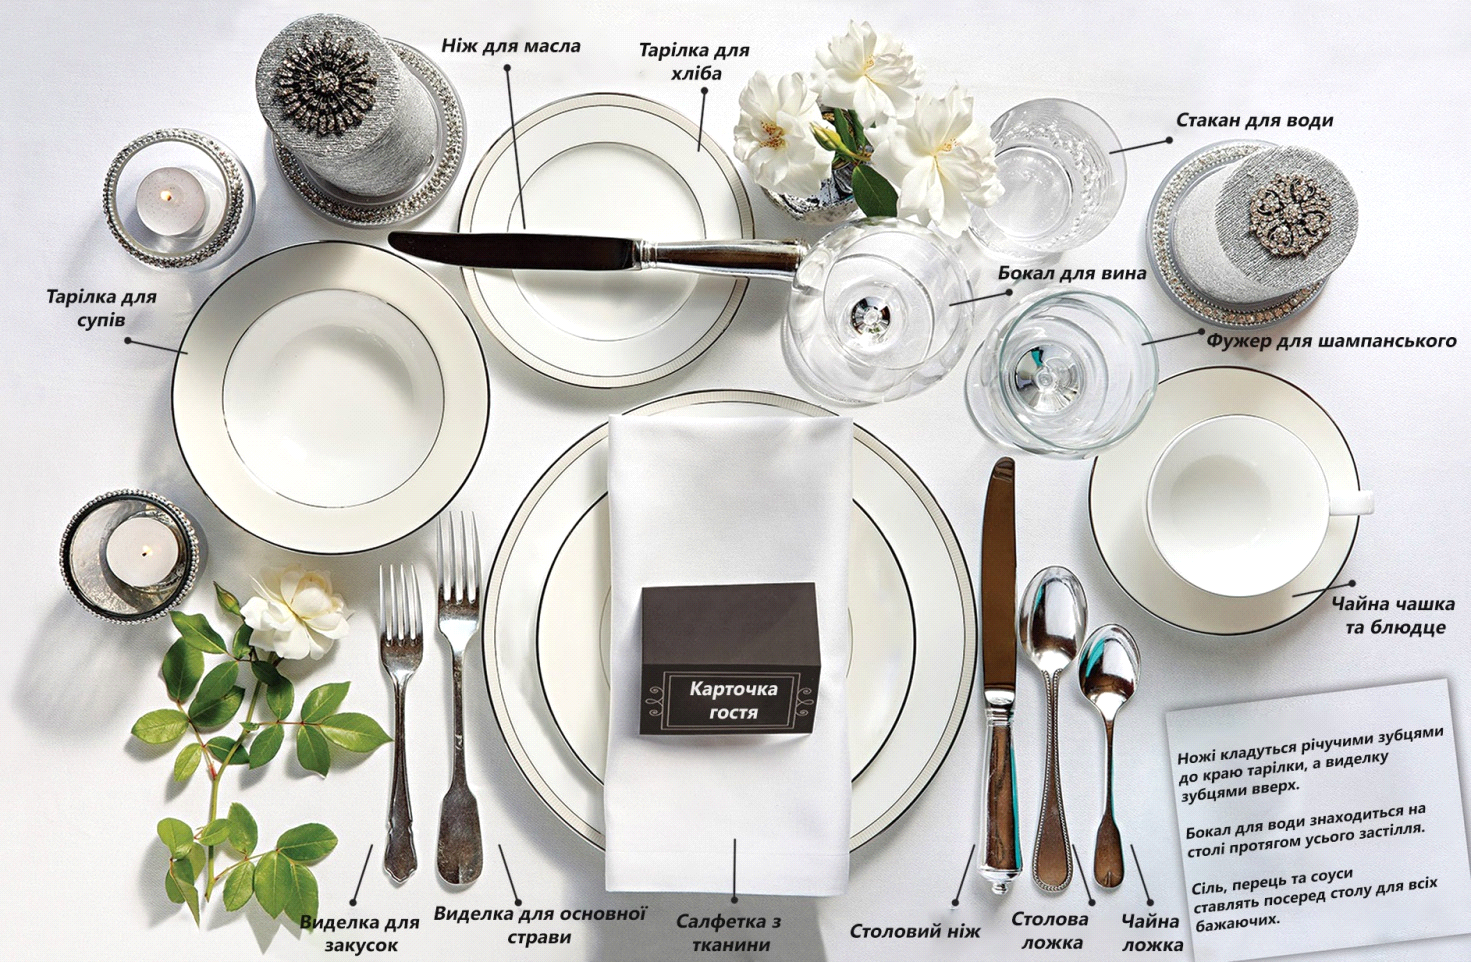 Ніж для масла
Тарілка для
хліба
Стакан для води
Бокал для вина
Тарілка для
супів
Фужер для шампанського
Чайна чашка
та блюдце
Карточка
гостя
Ножі кладуться річучими зубцями
до краю тарілки, а виделку
зубцями вверх.
Бокал для води знаходиться на
столі протягом усього застілля.
Сіль, перець та соуси
ставлять посеред столу для всіх
бажаючих.
Виделка для
закусок
Виделка для основної
страви
Салфетка з
тканини
Столовий ніж
Столова
ложка
Чайна
ложка